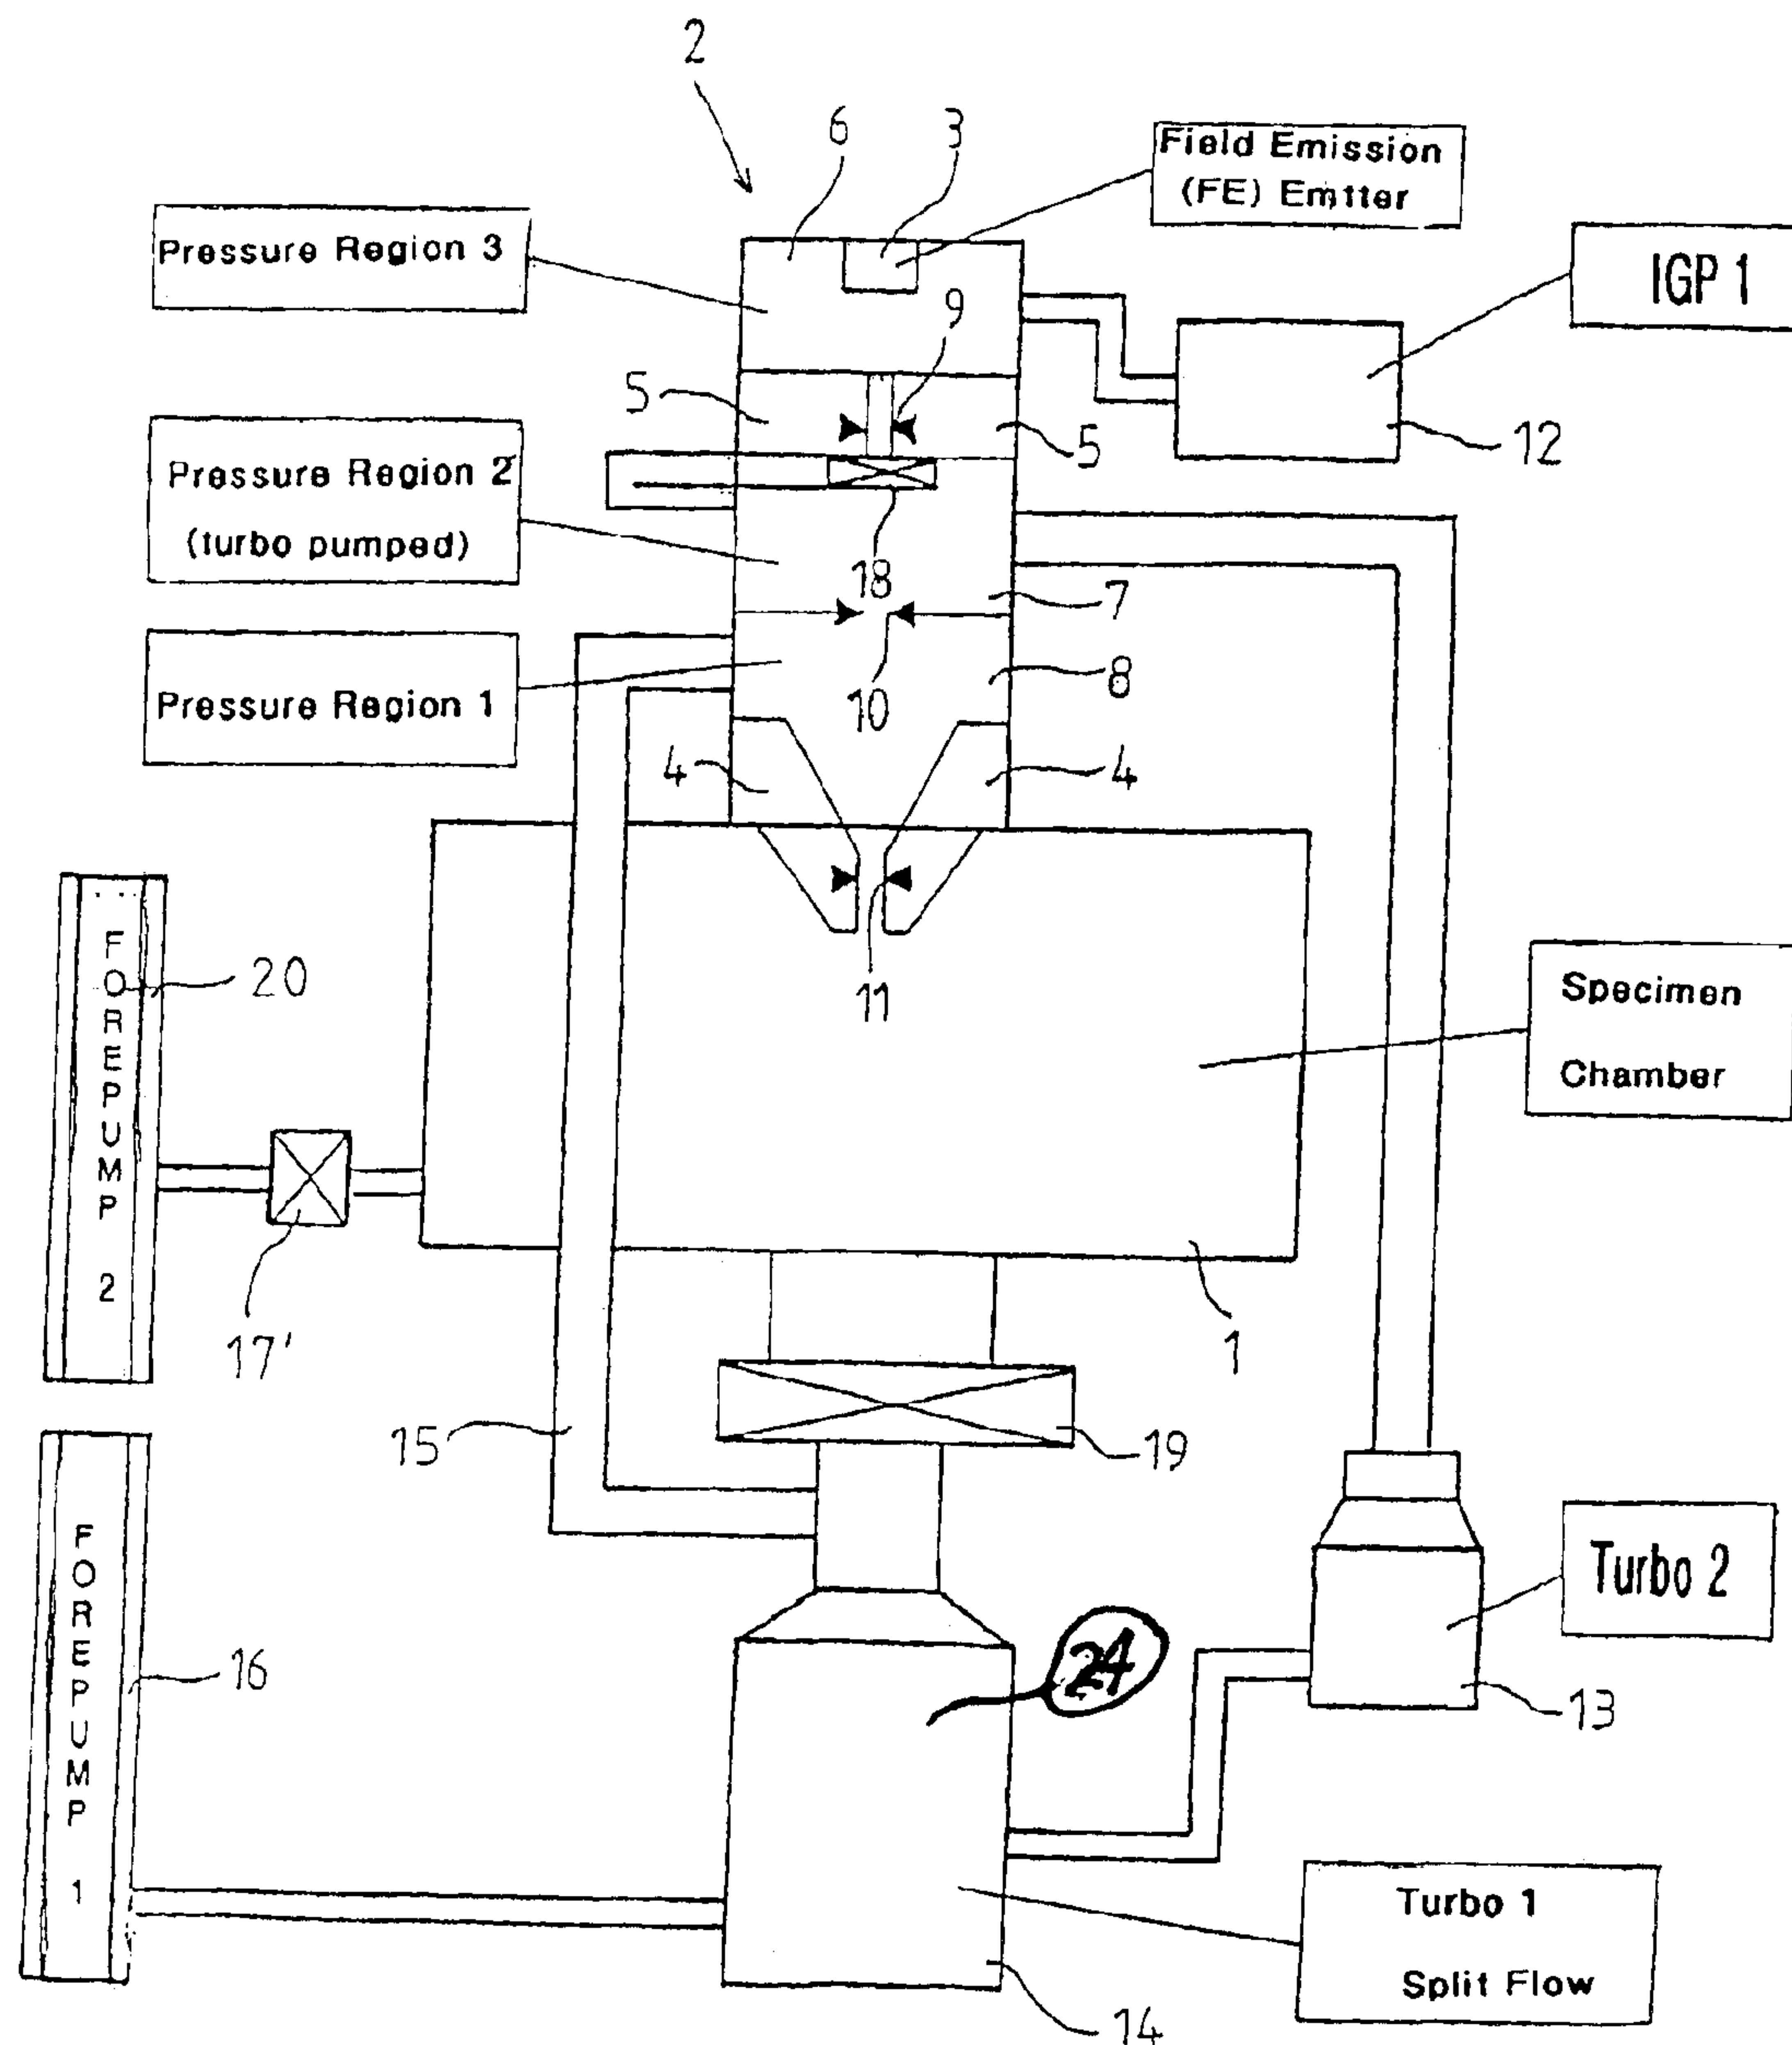 2
6
3
Field Emission
(FE) Emtter
Pressure Region 3
IGP 1
9
5
5
12
Pressure Region 2
(turbo pumped)
18
7
Pressure Region 1
10
8
4
4
11
Specimen
Chamber
FOREPUMP 2
20
17'
1
15
19
FOREPUMP 1
16
24
Turbo 2
13
Turbo 1
Split Flow
14